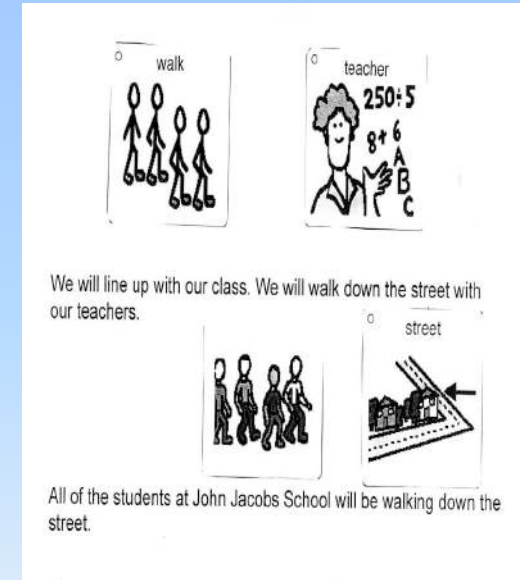 walk
teacher
250÷5
8+6
A
B
C
We will line up with our class. We will walk down the street with
our teachers.
street
All of the students at John Jacobs School will be walking down the
street.